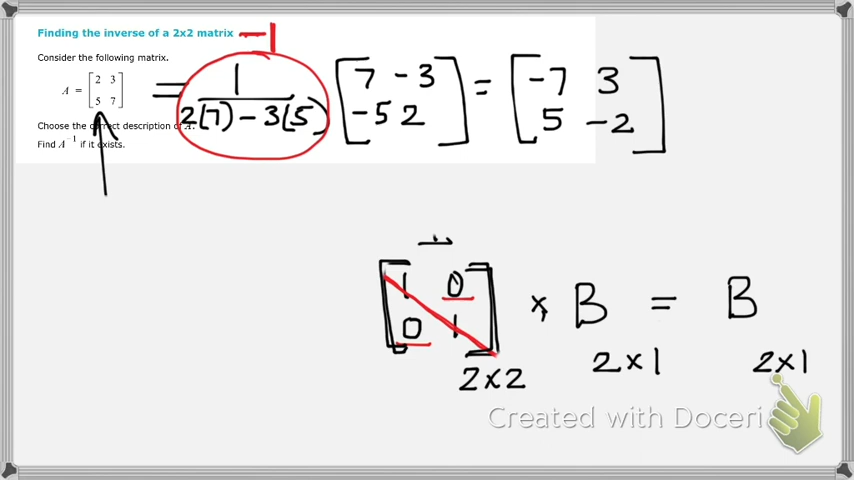 Finding the inverse of a 2x2 matrix -1
Consider the following matrix.
A = [ 2 3
5 7 ] = 1 / 2(7) - 3(5) [ 7 -3
-5 2 ] = [ -7 3
5 -2 ]
Choose the correct description of A.
Find A⁻¹ if it exists.
[ 1 0
0 1 ] × B = B
2×2 2×1 2×1
Created with Doceri